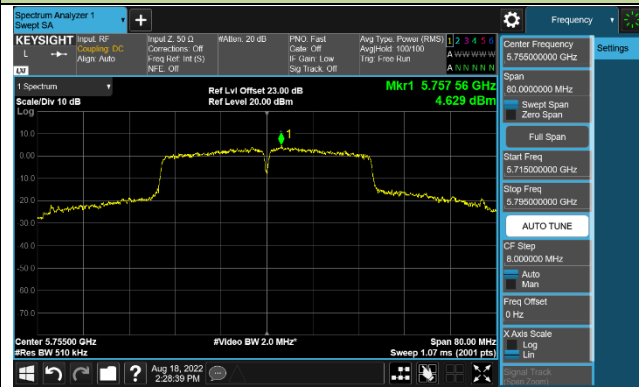 Spectrum Analyzer 1
Swept SA
Frequency
KEYSIGHT
L
LXI
Input: RF
Coupling: DC
Align: Auto
Input Z: 50 Ω
Corrections: Off
Freq Ref: Int (S)
NFE: Off
#Atten: 20 dB
PNO: Fast
Gate: Off
IF Gain: Low
Sig Track: Off
Avg Type: Power (RMS)
Avg|Hold: 100/100
Trig: Free Run
1 2 3 4 5 6
A W W W W W
A N N N N N
1 Spectrum
Scale/Div 10 dB
Log
Ref Lvl Offset 23.00 dB
Ref Level 20.00 dBm
Mkr1 5.757 56 GHz
4.629 dBm
1
10.0
0.00
-10.0
-20.0
-30.0
-40.0
-50.0
-60.0
-70.0
Center 5.75500 GHz
#Res BW 510 kHz
#Video BW 2.0 MHz*
Span 80.00 MHz
Sweep 1.07 ms (2001 pts)
Center Frequency
5.755000000 GHz
Settings
Span
80.0000000 MHz
Swept Span
Zero Span
Full Span
Start Freq
5.715000000 GHz
Stop Freq
5.795000000 GHz
AUTO TUNE
CF Step
8.000000 MHz
Auto
Man
Freq Offset
0 Hz
X Axis Scale
Log
Lin
Signal Track
(Span Zoom)
Aug 18, 2022
2:28:39 PM